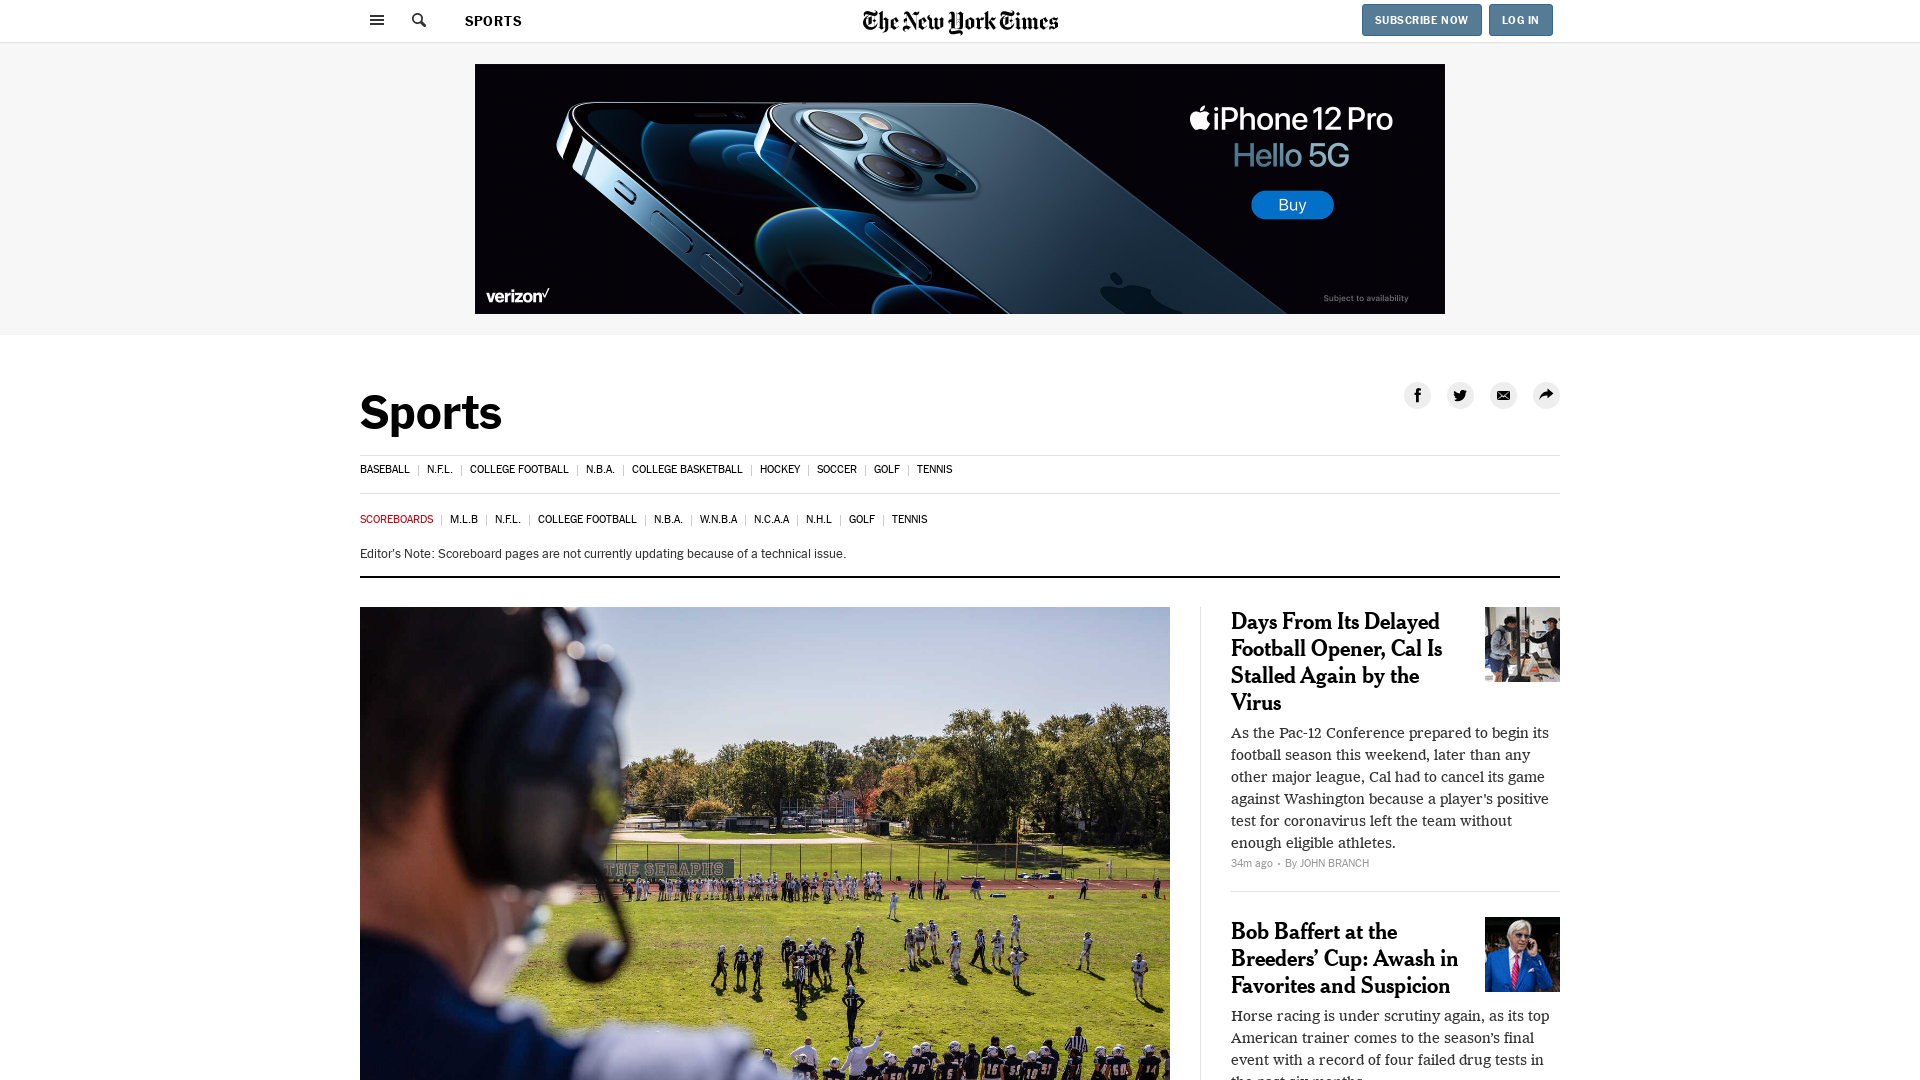 SPORTS
The New York Times
SUBSCRIBE NOW
LOG IN
iPhone 12 Pro
Hello 5G
Buy
verizon✓
Subject to availability
Sports
BASEBALL
N.F.L.
COLLEGE FOOTBALL
N.B.A.
COLLEGE BASKETBALL
HOCKEY
SOCCER
GOLF
TENNIS
SCOREBOARDS
M.L.B
N.F.L.
COLLEGE FOOTBALL
N.B.A.
W.N.B.A
N.C.A.A
N.H.L
GOLF
TENNIS
Editor's Note: Scoreboard pages are not currently updating because of a technical issue.
THE SERAPHS
Days From Its Delayed
Football Opener, Cal Is
Stalled Again by the
Virus
As the Pac-12 Conference prepared to begin its
football season this weekend, later than any
other major league, Cal had to cancel its game
against Washington because a player's positive
test for coronavirus left the team without
enough eligible athletes.
34m ago • By JOHN BRANCH
Bob Baffert at the
Breeders’ Cup: Awash in
Favorites and Suspicion
Horse racing is under scrutiny again, as its top
American trainer comes to the season’s final
event with a record of four failed drug tests in
the past six months.